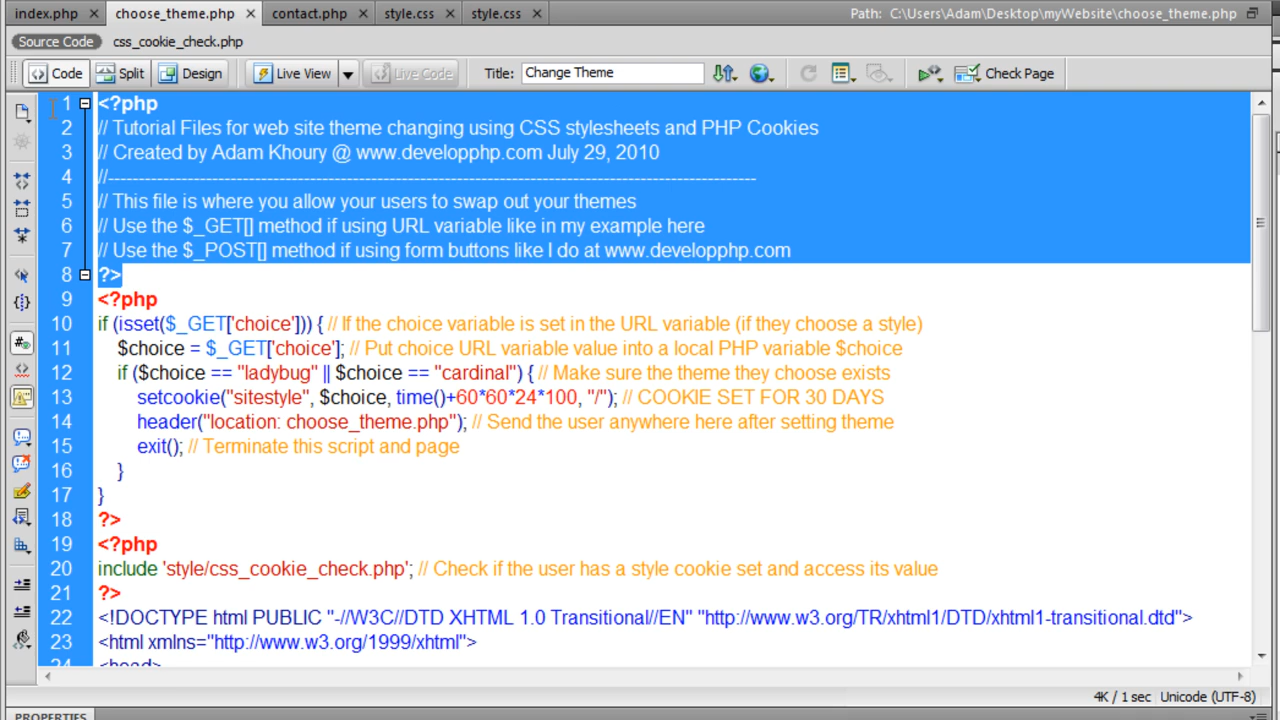 index.php × choose_theme.php × contact.php × style.css × style.css × Path: C:\Users\Adam\Desktop\myWebsite\choose_theme.php
Source Code css_cookie_check.php
Code Split Design Live View Live Code Title: Change Theme Check Page
1 <?php
2 // Tutorial Files for web site theme changing using CSS stylesheets and PHP Cookies
3 // Created by Adam Khoury @ www.developphp.com July 29, 2010
4 //------------------------------------------------------------------------------------------------------------
5 // This file is where you allow your users to swap out your themes
6 // Use the $_GET[] method if using URL variable like in my example here
7 // Use the $_POST[] method if using form buttons like I do at www.developphp.com
8 ?>
9 <?php
10 if (isset($_GET['choice'])) { // If the choice variable is set in the URL variable (if they choose a style)
11 $choice = $_GET['choice']; // Put choice URL variable value into a local PHP variable $choice
12 if ($choice == "ladybug" || $choice == "cardinal") { // Make sure the theme they choose exists
13 setcookie("sitestyle", $choice, time()+60*60*24*100, "/"); // COOKIE SET FOR 30 DAYS
14 header("location: choose_theme.php"); // Send the user anywhere here after setting theme
15 exit(); // Terminate this script and page
16 }
17 }
18 ?>
19 <?php
20 include 'style/css_cookie_check.php'; // Check if the user has a style cookie set and access its value
21 ?>
22 <!DOCTYPE html PUBLIC "-//W3C//DTD XHTML 1.0 Transitional//EN" "http://www.w3.org/TR/xhtml1/DTD/xhtml1-transitional.dtd">
23 <html xmlns="http://www.w3.org/1999/xhtml">
24 <head>
4K / 1 sec Unicode (UTF-8)
PROPERTIES